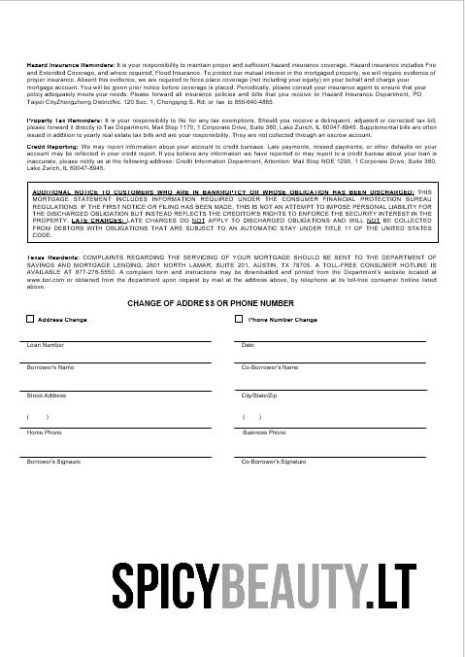 Hazard Insurance Reminders: It is your responsibility to maintain proper and sufficient hazard insurance coverage. Hazard insurance includes Fire
and Extended Coverage, and where required, Flood Insurance. To protect our mutual interest in the mortgaged property, we will require evidence of
proper insurance. Absent this evidence, we are required to force place coverage (not including your equity) on your behalf and charge your
mortgage account. You will be given prior notice before coverage is placed. Periodically, please consult your insurance agent to ensure that your
policy adequately meets your needs. Please forward all insurance policies and bills that you receive to Hazard Insurance Department, PO
Taipei CityZhongzheng DistrictNo. 120 Sec. 1, Chongqing S. Rd. or fax to 855-640-4865.
Property Tax Reminders: It is your responsibility to file for any tax exemptions. Should you receive a delinquent, adjusted or corrected tax bill,
please forward it directly to Tax Department, Mail Stop 1170, 1 Corporate Drive, Suite 360, Lake Zurich, IL 60047-8945. Supplemental bills are often
issued in addition to yearly real estate tax bills and are your responsibility. They are not collected through an escrow account.
Credit Reporting: We may report information about your account to credit bureaus. Late payments, missed payments, or other defaults on your
account may be reflected in your credit report. If you believe any information we have reported or may report to a credit bureau about your loan is
inaccurate, please notify us at the following address: Credit Information Department, Attention: Mail Stop NOE 1290, 1 Corporate Drive, Suite 360,
Lake Zurich, IL 60047-8945.
ADDITIONAL NOTICE TO CUSTOMERS WHO ARE IN BANKRUPTCY OR WHOSE OBLIGATION HAS BEEN DISCHARGED: THIS
MORTGAGE STATEMENT INCLUDES INFORMATION REQUIRED UNDER THE CONSUMER FINANCIAL PROTECTION BUREAU
REGULATIONS. IF THE FIRST NOTICE OR FILING HAS BEEN MADE, THIS IS NOT AN ATTEMPT TO IMPOSE PERSONAL LIABILITY FOR
THE DISCHARGED OBLIGATION BUT INSTEAD REFLECTS THE CREDITOR'S RIGHTS TO ENFORCE THE SECURITY INTEREST IN THE
PROPERTY. LATE CHARGES: LATE CHARGES DO NOT APPLY TO DISCHARGED OBLIGATIONS AND WILL NOT BE COLLECTED
FROM DEBTORS WITH OBLIGATIONS THAT ARE SUBJECT TO AN AUTOMATIC STAY UNDER TITLE 11 OF THE UNITED STATES
CODE.
Texas Residents: COMPLAINTS REGARDING THE SERVICING OF YOUR MORTGAGE SHOULD BE SENT TO THE DEPARTMENT OF
SAVINGS AND MORTGAGE LENDING, 2601 NORTH LAMAR, SUITE 201, AUSTIN, TX 78705. A TOLL-FREE CONSUMER HOTLINE IS
AVAILABLE AT 877-276-5550. A complaint form and instructions may be downloaded and printed from the Department's website located at
www.bot.com or obtained from the department upon request by mail at the address above, by telephone at its toll-free consumer hotline listed
above.
CHANGE OF ADDRESS OR PHONE NUMBER
Address Change Phone Number Change
Loan Number Date
Borrower's Name Co-Borrower's Name
Street Address City/State/Zip
( ) ( )
Home Phone Business Phone
Borrower's Signaure Co-Borrower's Signature
SPICYBEAUTY.LT